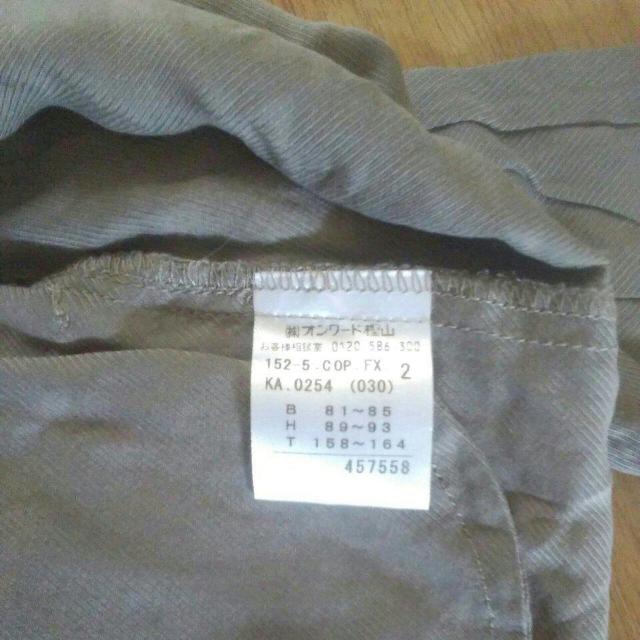 ㈱オンワード樫山
お客様相談室 0120 586 300
152-5.COP.FX 2
KA.0254 (030)
B 81~85
H 89~93
T 158~164
457558